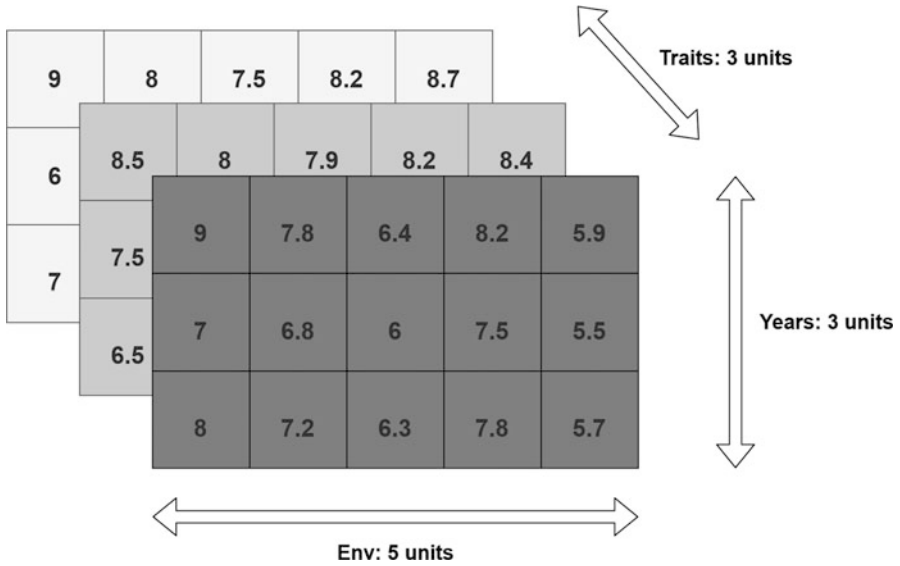 9 8 7.5 8.2 8.7
Traits: 3 units
6 8.5 8 7.9 8.2 8.4
9 7.8 6.4 8.2 5.9
7 7.5
7 6.8 6 7.5 5.5
Years: 3 units
6.5
8 7.2 6.3 7.8 5.7
Env: 5 units